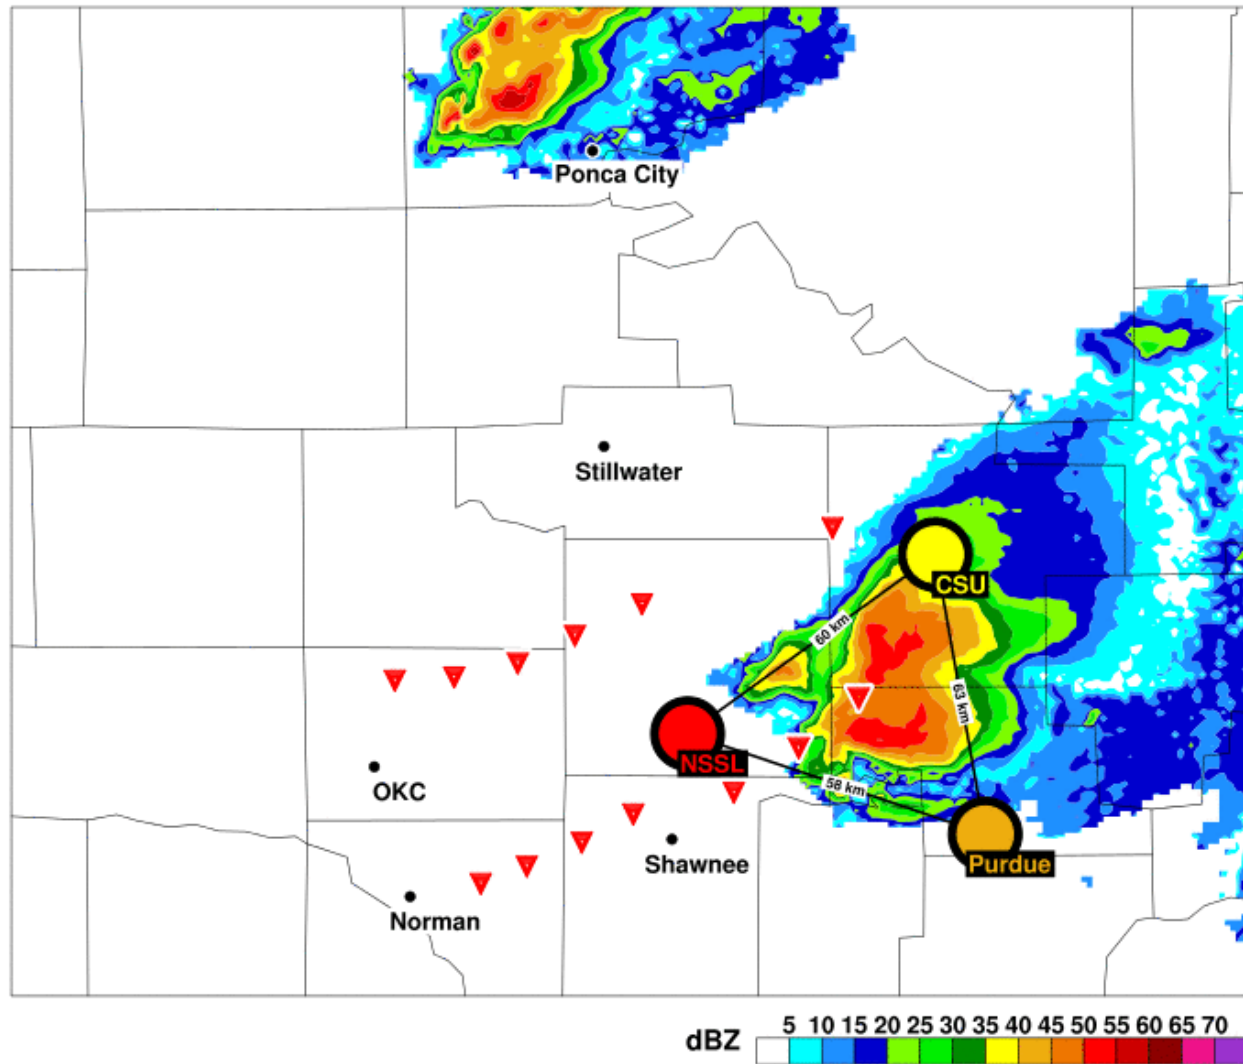 Ponca City
Stillwater
CSU
60 km
63 km
NSSL
OKC
58 km
Shawnee
Purdue
Norman
dBZ 5 10 15 20 25 30 35 40 45 50 55 60 65 70